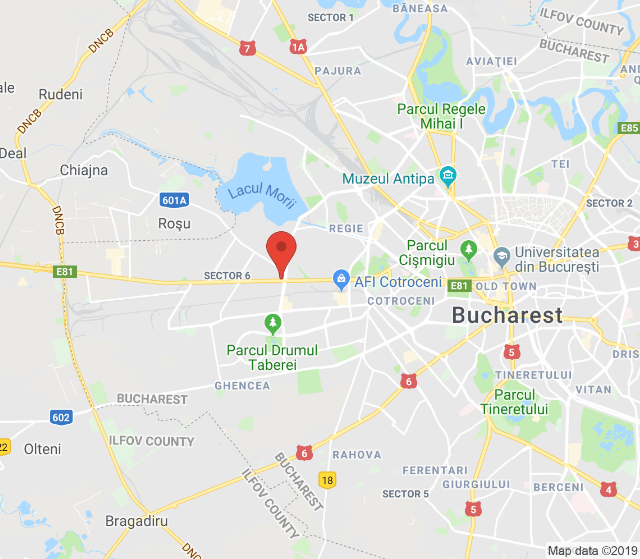 BĂNEASA
SECTOR 1
ILFOV COUNTY
BUCHAREST
DNCB
7
1A
AVIAȚIEI
PAJURA
Rudeni
Parcul Regele
Mihai I
DNCB
E85
Deal
Chiajna
TEI
Lacul Morii
Muzeul Antipa
601A
SECTOR 2
DNCB
Roșu
REGIE
Parcul
Cișmigiu
Universitatea
din București
3
E81
SECTOR 6
AFI Cotroceni
E81
OLD TOWN
COTROCENI
Bucharest
Parcul Drumul
Taberei
5
DRIS
TINERETULUI
GHENCEA
6
VITAN
BUCHAREST
Parcul
Tineretului
602
ILFOV COUNTY
22
Olteni
6
RAHOVA
BUCHAREST
ILFOV COUNTY
18
FERENTARI
GIURGIULUI
BERCENI
4
SECTOR 5
5
Bragadiru
Map data ©2019